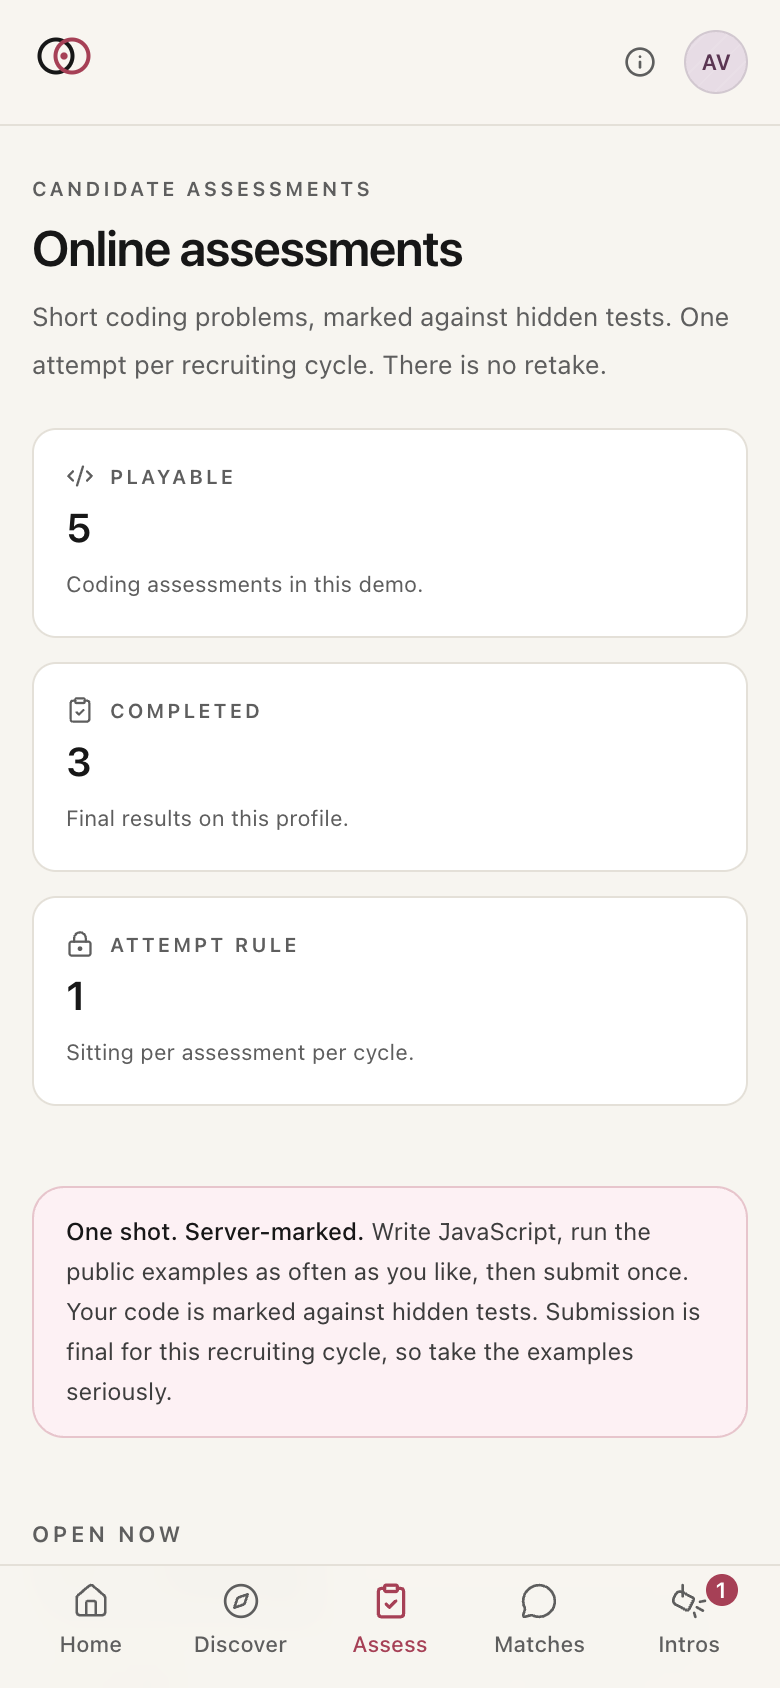 AV
CANDIDATE ASSESSMENTS
Online assessments
Short coding problems, marked against hidden tests. One
attempt per recruiting cycle. There is no retake.
PLAYABLE
5
Coding assessments in this demo.
COMPLETED
3
Final results on this profile.
ATTEMPT RULE
1
Sitting per assessment per cycle.
One shot. Server-marked. Write JavaScript, run the
public examples as often as you like, then submit once.
Your code is marked against hidden tests. Submission is
final for this recruiting cycle, so take the examples
seriously.
OPEN NOW
1
Home Discover Assess Matches Intros